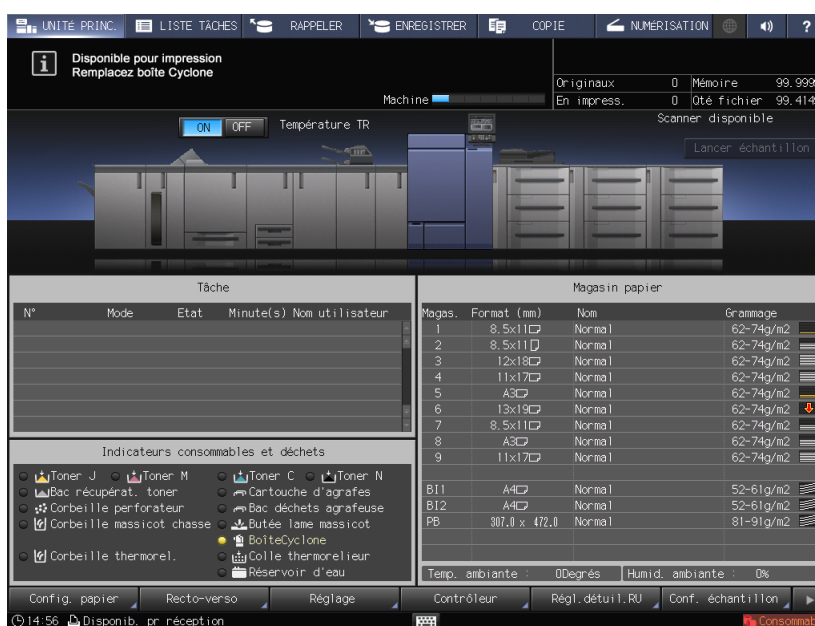 UNITÉ PRINC. LISTE TÂCHES RAPPELER ENREGISTRER COPIE NUMÉRISATION ?
Disponible pour impression
Remplacez boîte Cyclone
Machine
Originaux 0 Mémoire 99.999%
En impress. 0 Qté fichier 99.414%
Scanner disponible
ON OFF Température TR
Lancer échantillon
Tâche
N° Mode Etat Minute(s) Nom utilisateur
Indicateurs consommables et déchets
Toner J Toner M Toner C Toner N
Bac récupérat. toner Cartouche d'agrafes
Corbeille perforateur Bac déchets agrafeuse
Corbeille massicot chasse Butée lame massicot
BoîteCyclone
Corbeille thermorel. Colle thermorelieur
Réservoir d'eau
Magasin papier
Magas. Format (mm) Nom Grammage
1 8.5x11 Normal 62-74g/m2
2 8.5x11 Normal 62-74g/m2
3 12x18 Normal 62-74g/m2
4 11x17 Normal 62-74g/m2
5 A3 Normal 62-74g/m2
6 13x19 Normal 62-74g/m2
7 8.5x11 Normal 62-74g/m2
8 A3 Normal 62-74g/m2
9 11x17 Normal 62-74g/m2
BI1 A4 Normal 52-61g/m2
BI2 A4 Normal 52-61g/m2
PB 307.0 x 472.0 Normal 81-91g/m2
Temp. ambiante : 0Degrés Humid. ambiante : 0%
Config. papier Recto-verso Réglage Contrôleur Régl.détuil.RU Conf. échantillon
14:56 Disponib. pr réception Consommab